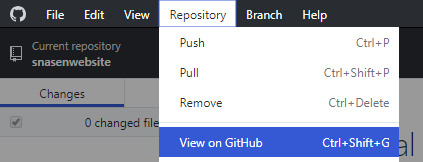 File Edit View Repository Branch Help
Current repository
snasenwebsite
Push Ctrl+P
Pull Ctrl+Shift+P
Remove Ctrl+Delete
View on GitHub Ctrl+Shift+G
Changes
0 changed file
al